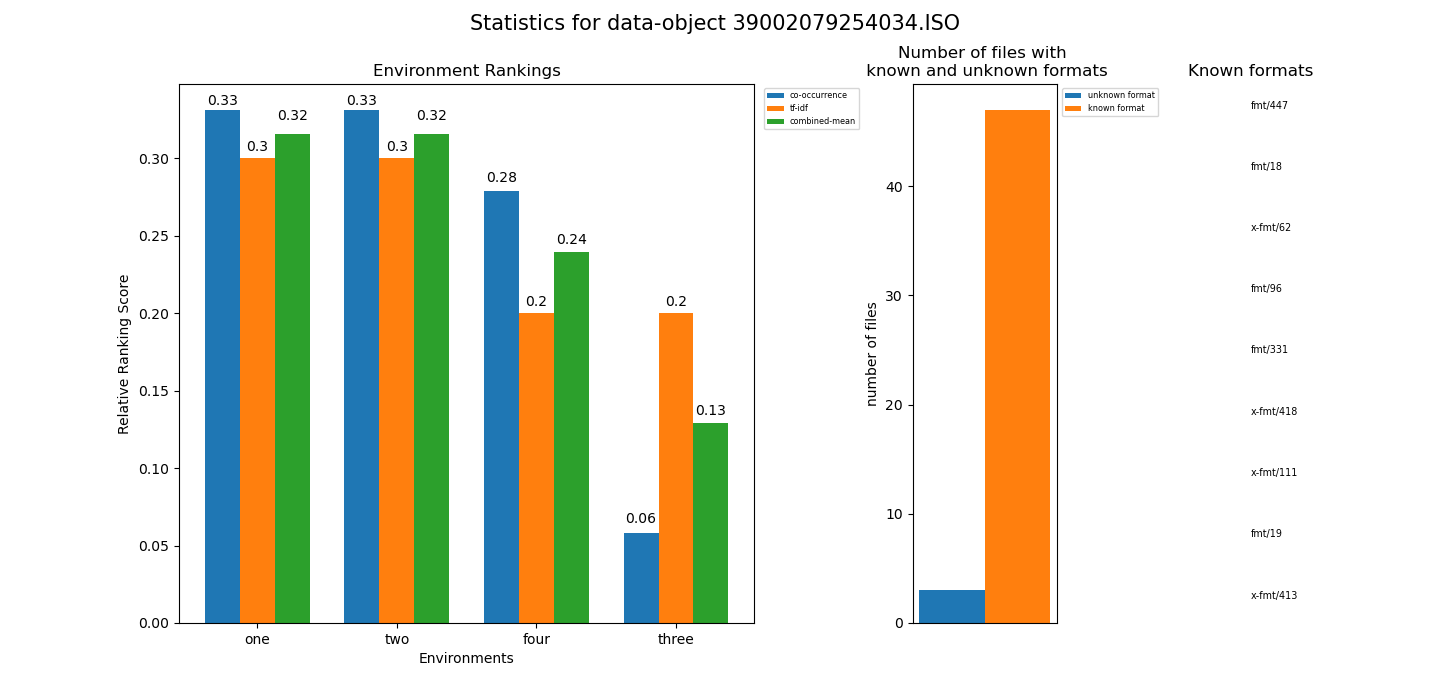 Statistics for data-object 39002079254034.ISO
Environment Rankings
0.33
0.3
0.32
0.33
0.3
0.32
0.28
0.2
0.24
0.06
0.2
0.13
0.30
0.25
0.20
0.15
0.10
0.05
0.00
Relative Ranking Score
one
two
four
three
Environments
co-occurrence
tf-idf
combined-mean
Number of files with
known and unknown formats
40
30
20
10
0
number of files
unknown format
known format
Known formats
fmt/447
fmt/18
x-fmt/62
fmt/96
fmt/331
x-fmt/418
x-fmt/111
fmt/19
x-fmt/413